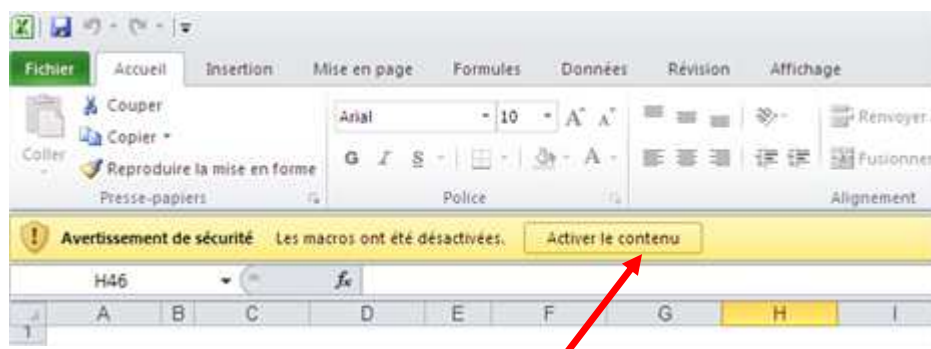 Fichier Accueil Insertion Mise en page Formules Données Révision Affichage
Couper
Copier
Coller
Reproduire la mise en forme
Arial 10 A A
G I S A
Renvoyer
Fusionner
Presse-papiers Police Alignement
Avertissement de sécurité Les macros ont été désactivées. Activer le contenu
H46 fx
A B C D E F G H I
1